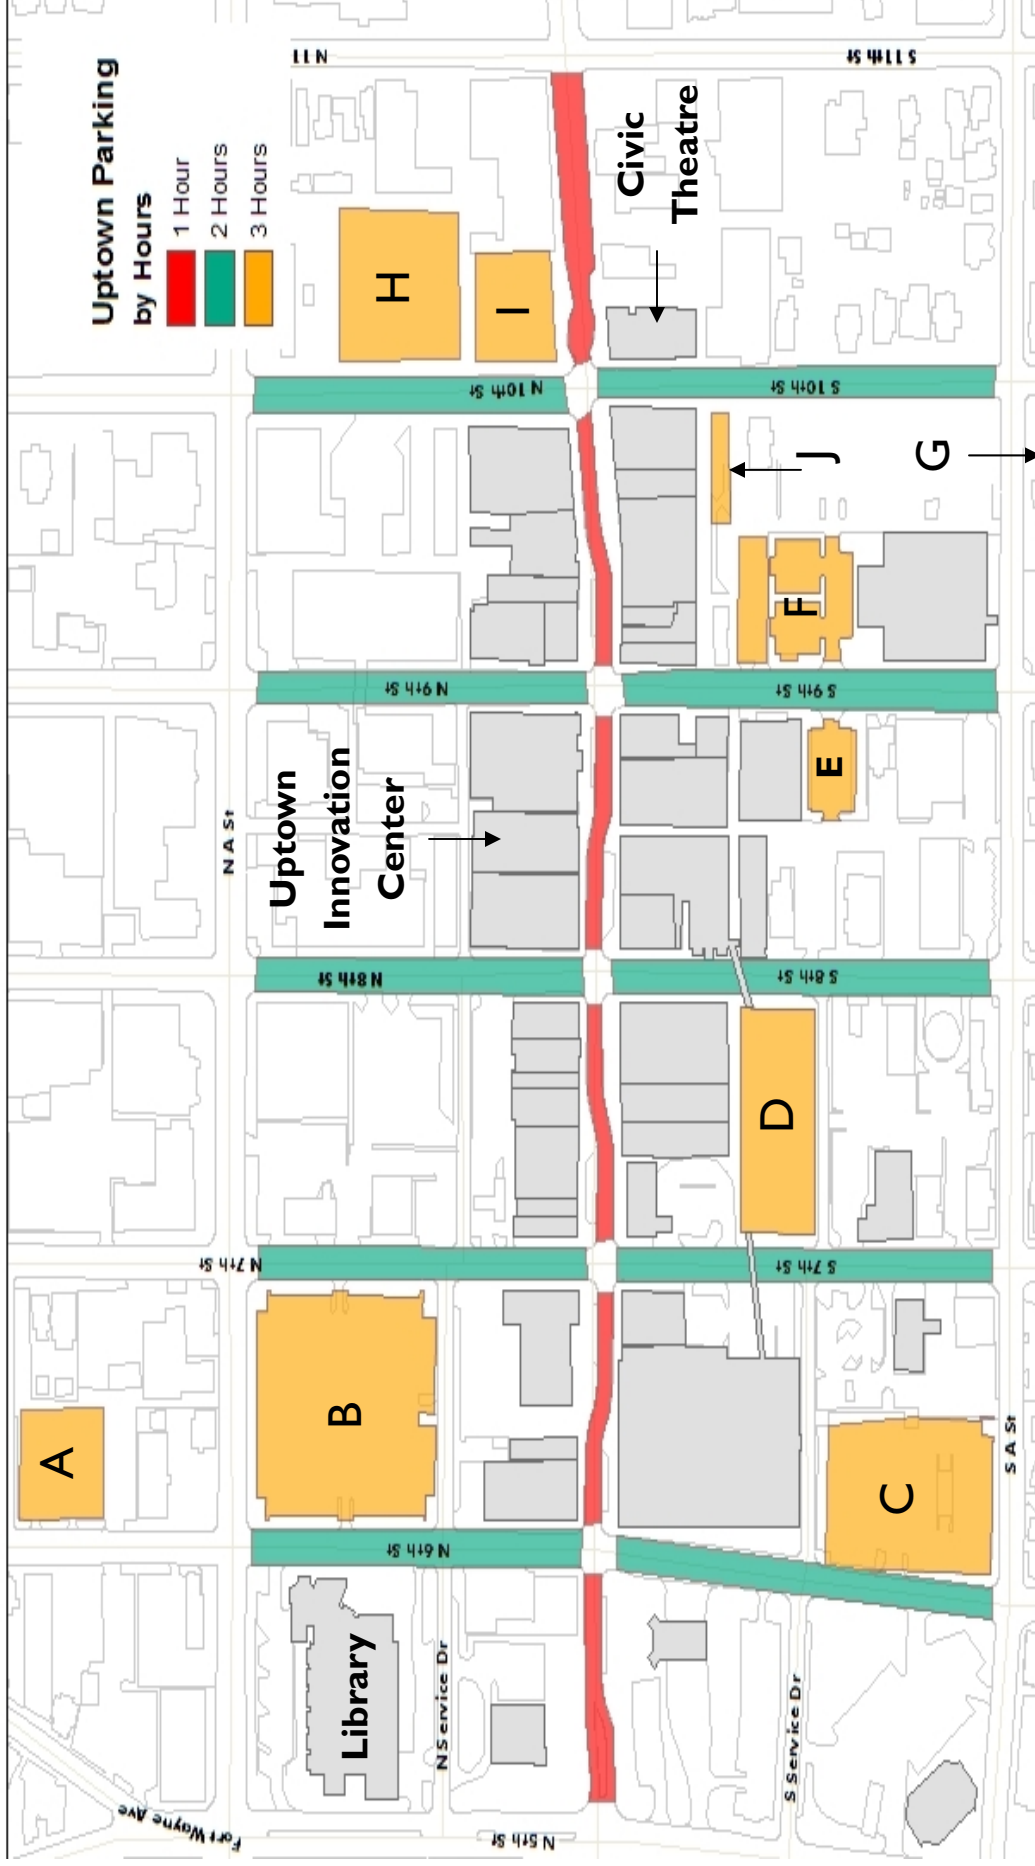 Uptown Parking
by Hours
1 Hour
2 Hours
3 Hours
N 11
S 11th St
H
I
Civic
Theatre
N 10th St
S 10th St
J
G
F
N 9th St
S 9th St
N A St
Uptown
Innovation
Center
E
N 8th St
S 8th St
D
N 7th St
S 7th St
A
B
C
S A St
N 6th St
Library
N Service Dr
S Service Dr
Fort Wayne Ave
N 5th St